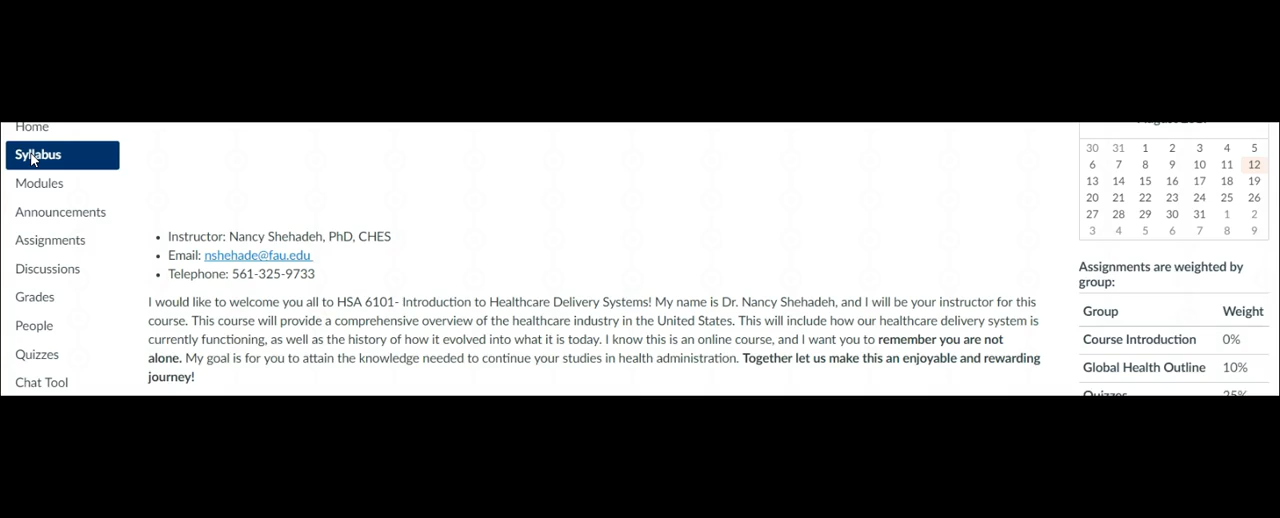 Home
Syllabus
Modules
Announcements
Assignments
Discussions
Grades
People
Quizzes
Chat Tool
• Instructor: Nancy Shehadeh, PhD, CHES
• Email: nshehade@fau.edu
• Telephone: 561-325-9733
I would like to welcome you all to HSA 6101- Introduction to Healthcare Delivery Systems! My name is Dr. Nancy Shehadeh, and I will be your instructor for this
course. This course will provide a comprehensive overview of the healthcare industry in the United States. This will include how our healthcare delivery system is
currently functioning, as well as the history of how it evolved into what it is today. I know this is an online course, and I want you to remember you are not
alone. My goal is for you to attain the knowledge needed to continue your studies in health administration. Together let us make this an enjoyable and rewarding
journey!
30 31 1 2 3 4 5
6 7 8 9 10 11 12
13 14 15 16 17 18 19
20 21 22 23 24 25 26
27 28 29 30 31 1 2
3 4 5 6 7 8 9
Assignments are weighted by
group:
Group Weight
Course Introduction 0%
Global Health Outline 10%
Quizzes 25%